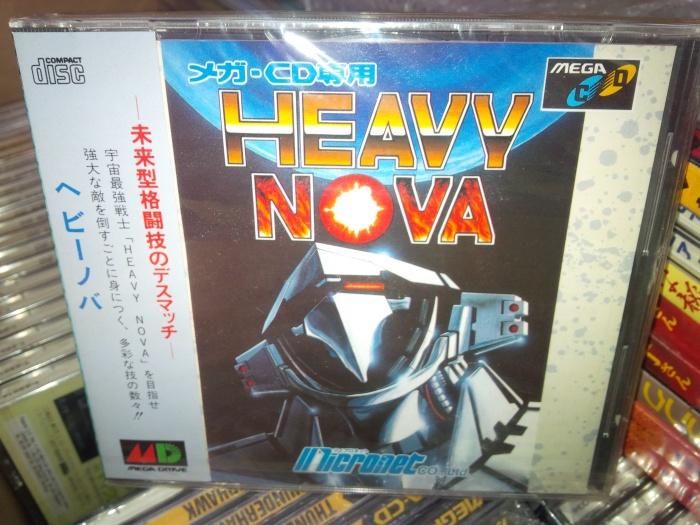 COMPACT
disc
メガ・CD専用
MEGA
CD
HEAVY
NOVA
―未来型格闘技のデスマッチ―
宇宙最強戦士「HEAVY NOVA」を目指せ
強大な敵を倒すごとに身につく、多彩な技の数々!!
ヘビーノバ
MD
MEGA DRIVE
micronet
CO., Ltd
THUNDERHAWK